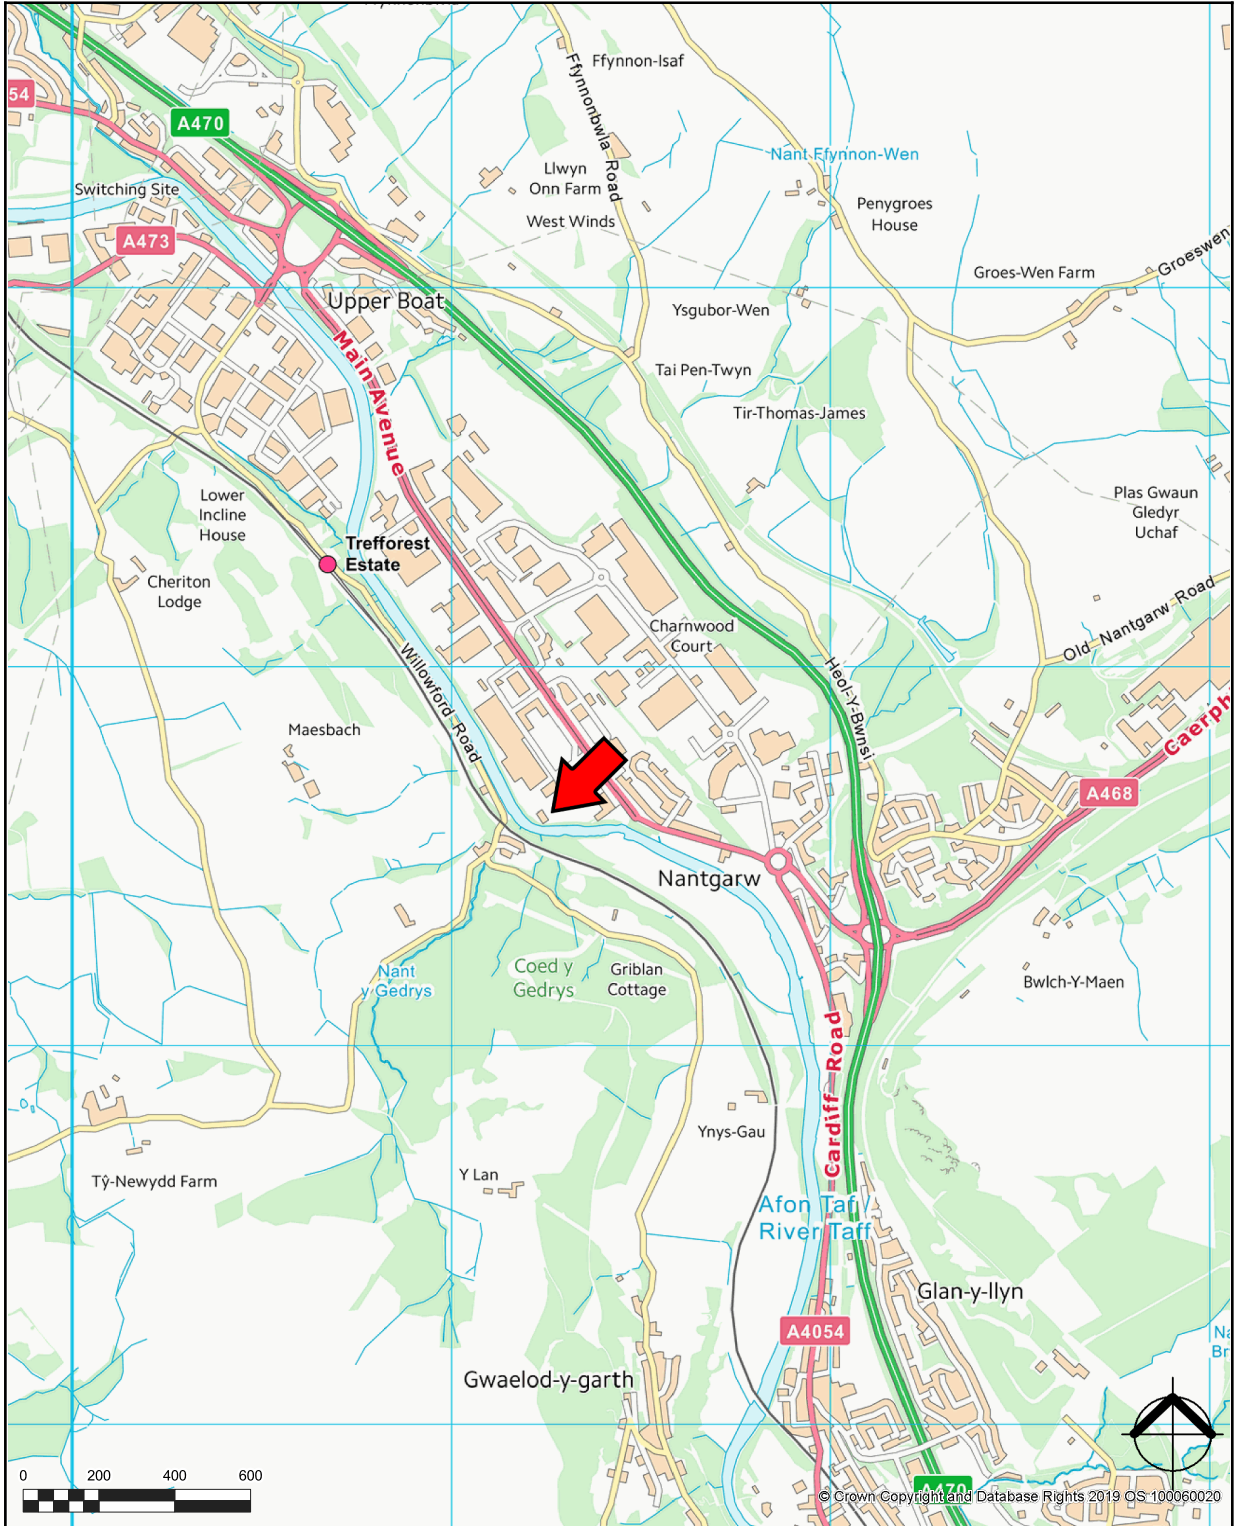 Ffynnon-Isaf
54
A470
Ffynnonbwla Road
Nant Ffynnon-Wen
Llwyn
Onn Farm
Switching Site
Penygroes
House
West Winds
A473
Groeswen
Groes-Wen Farm
Upper Boat
Ysgubor-Wen
Main Avenue
Tai Pen-Twyn
Tir-Thomas-James
Lower
Incline
House
Plas Gwaun
Gledyr
Uchaf
Trefforest
Estate
Cheriton
Lodge
Old Nantgarw Road
Charnwood
Court
Willowford Road
Heol-Y-Bwnsi
Caerph
Maesbach
A468
Nantgarw
Nant
y Gedrys
Coed y
Gedrys
Griblan
Cottage
Bwlch-Y-Maen
Cardiff Road
Ynys-Gau
Tŷ-Newydd Farm
Y Lan
Afon Taf /
River Taff
Glan-y-llyn
A4054
Na
Br
Gwaelod-y-garth
0 200 400 600
A470
© Crown Copyright and Database Rights 2019 OS 100060020